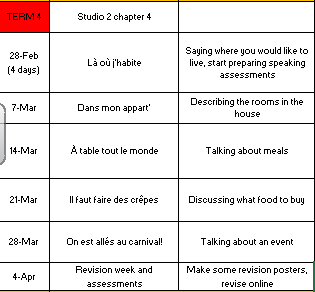 TERM 4 Studio 2 chapter 4
28-Feb
(4 days)
Là où j'habite
Saying where you would like to
live, start preparing speaking
assessments
7-Mar
Dans mon appart'
Describing the rooms in the
house
14-Mar
À table tout le monde
Talking about meals
21-Mar
Il faut faire des crêpes
Discussing what food to buy
28-Mar
On est allés au carnival!
Talking about an event
4-Apr
Revision week and
assessments
Make some revision posters,
revise online